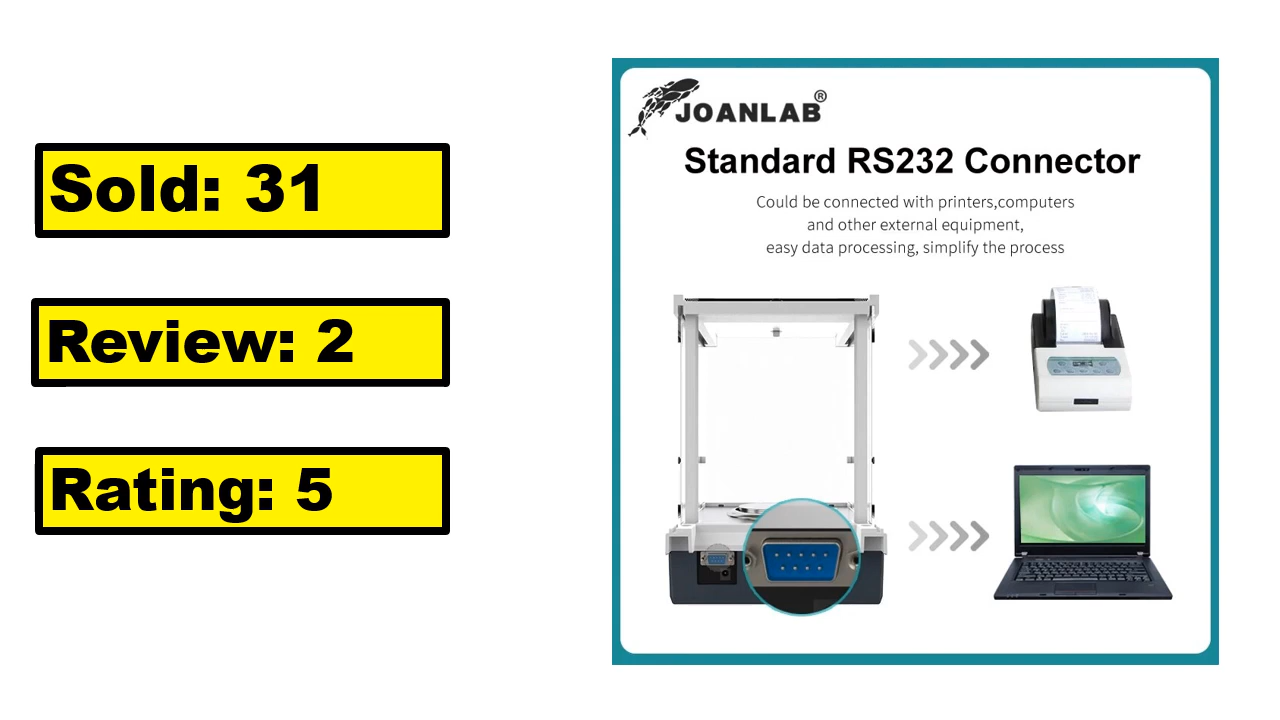 Sold: 31
Review: 2
Rating: 5
JOANLAB®
Standard RS232 Connector
Could be connected with printers,computers
and other external equipment,
easy data processing, simplify the process